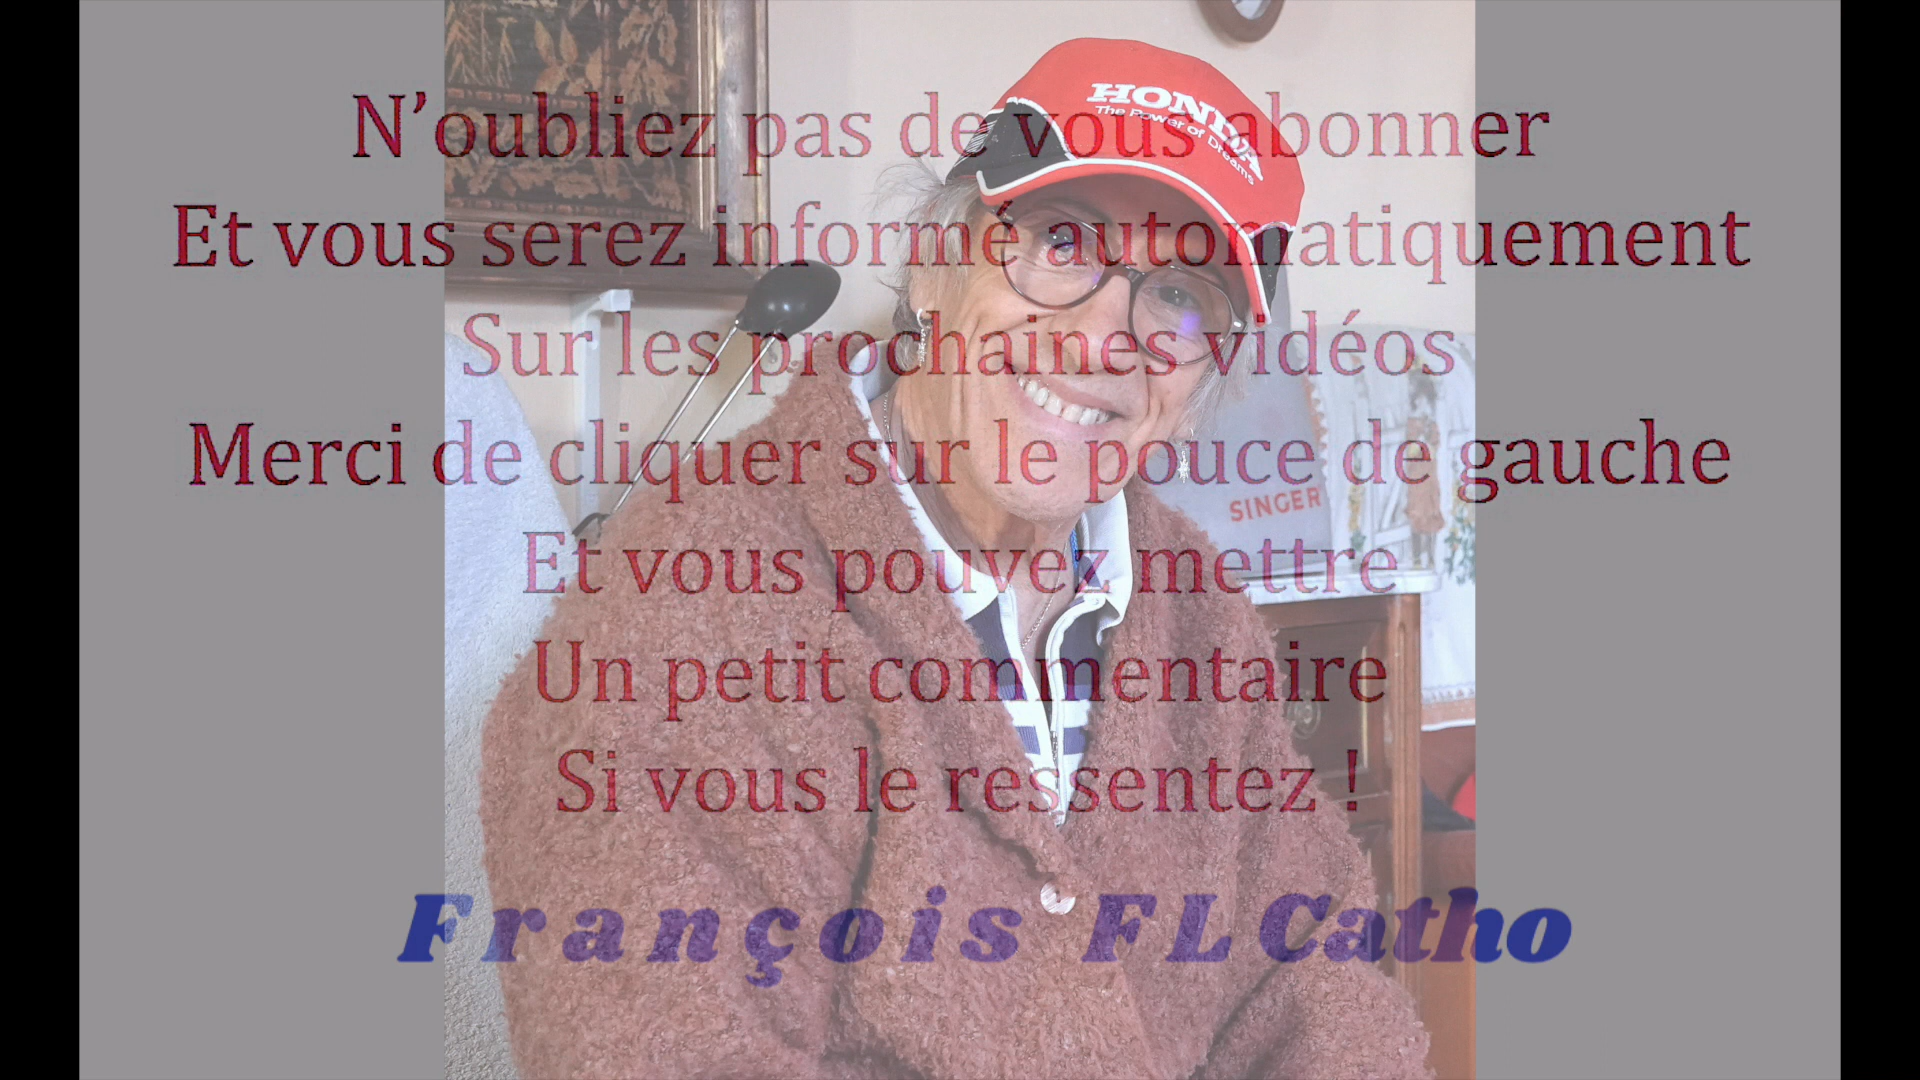 N’oubliez pas de vous abonner
Et vous serez informé automatiquement
Sur les prochaines vidéos
Merci de cliquer sur le pouce de gauche
Et vous pouvez mettre
Un petit commentaire
Si vous le ressentez !
François FLCatho
HONDA
The Power of Dreams
SINGER